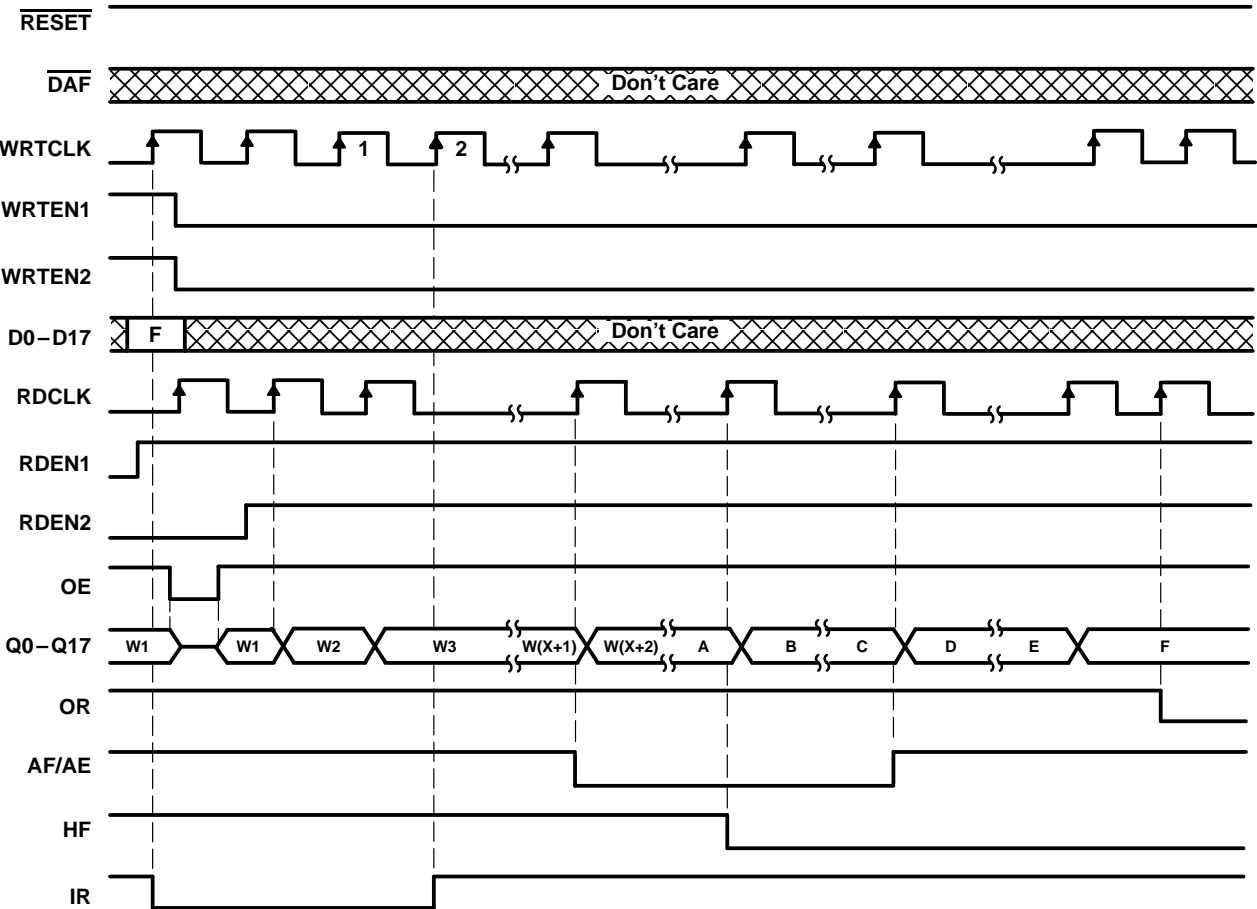 RESET
DAF Don't Care
WRTCLK 1 2
WRTEN1
WRTEN2
D0–D17 F Don't Care
RDCLK
RDEN1
RDEN2
OE
Q0–Q17 W1 W1 W2 W3 W(X+1) W(X+2) A B C D E F
OR
AF/AE
HF
IR